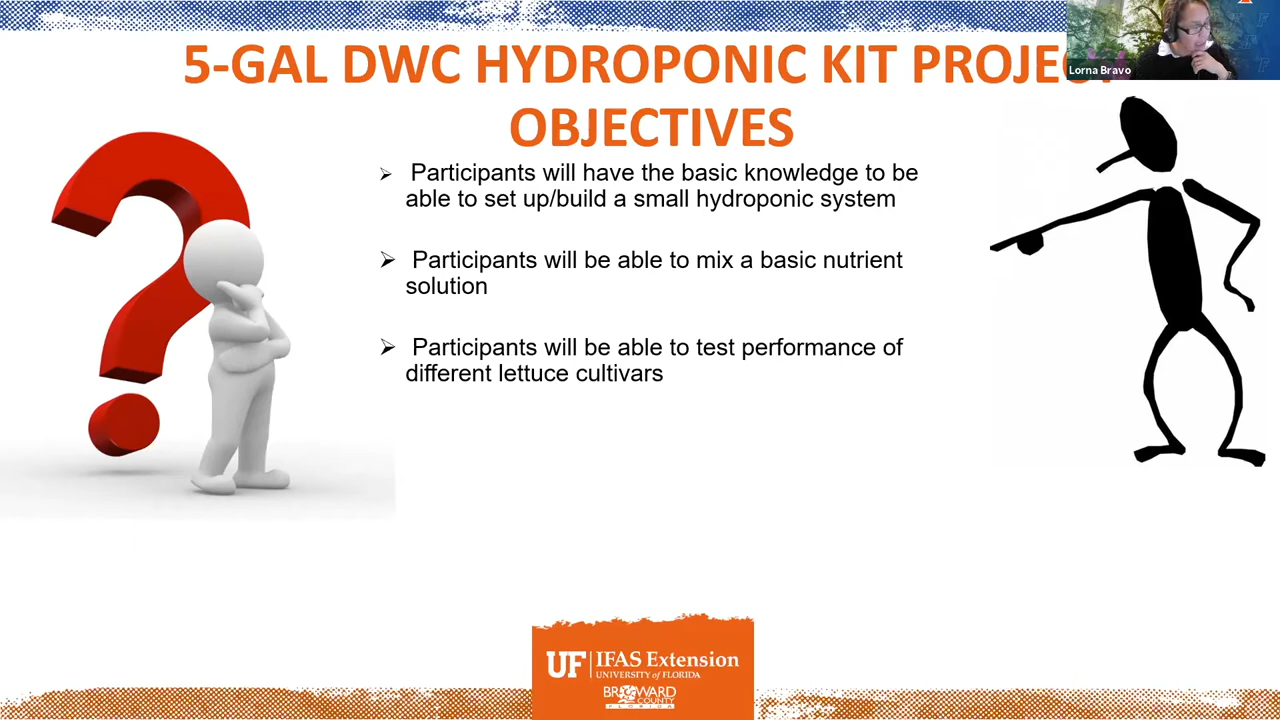 5-GAL DWC HYDROPONIC KIT PROJEC
OBJECTIVES
Lorna Bravo
➢ Participants will have the basic knowledge to be
able to set up/build a small hydroponic system
➢ Participants will be able to mix a basic nutrient
solution
➢ Participants will be able to test performance of
different lettuce cultivars
UF IFAS Extension
UNIVERSITY of FLORIDA
BROWARD
COUNTY
FLORIDA